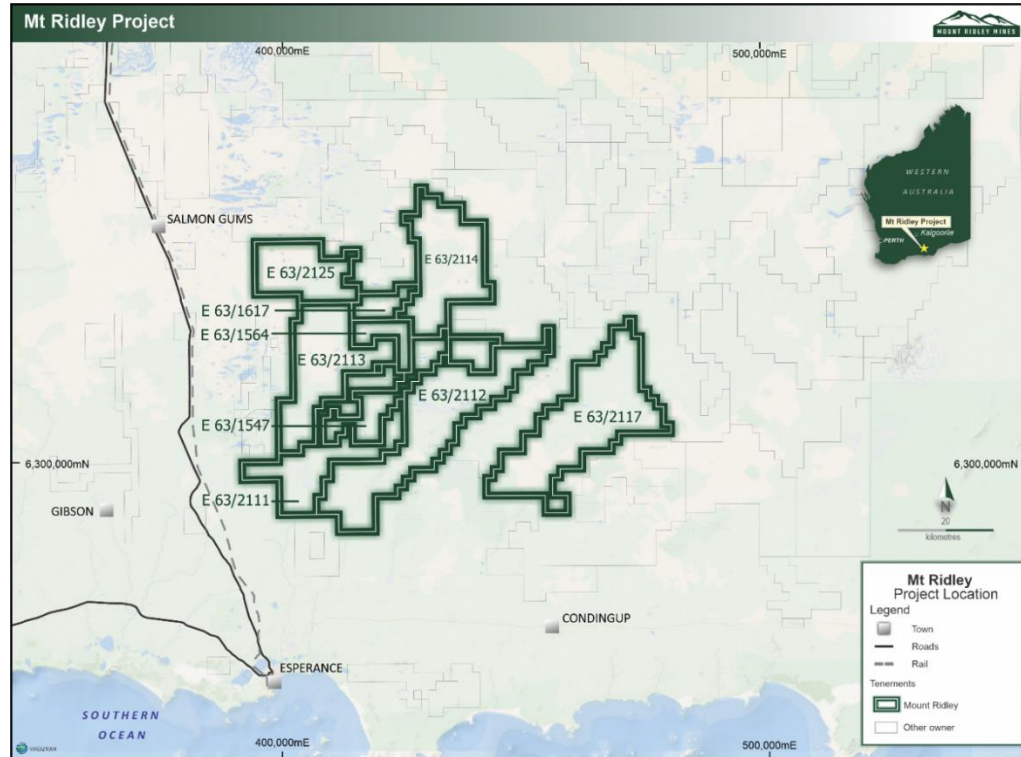 Mt Ridley Project
MOUNT RIDLEY MINES
400,000mE
500,000mE
WESTERN
AUSTRALIA
Mt Ridley Project
PERTH
Kalgoorlie
SALMON GUMS
E 63/2125
E 63/2114
E 63/1617
E 63/1564
E 63/2113
E 63/2112
E 63/2117
E 63/1547
6,300,000mN
6,300,000mN
E 63/2111
GIBSON
N
20
kilometres
CONDINGUP
ESPERANCE
SOUTHERN
OCEAN
400,000mE
500,000mE
Mt Ridley
Project Location
Legend
Town
Roads
Rail
Tenements
Mount Ridley
Other owner